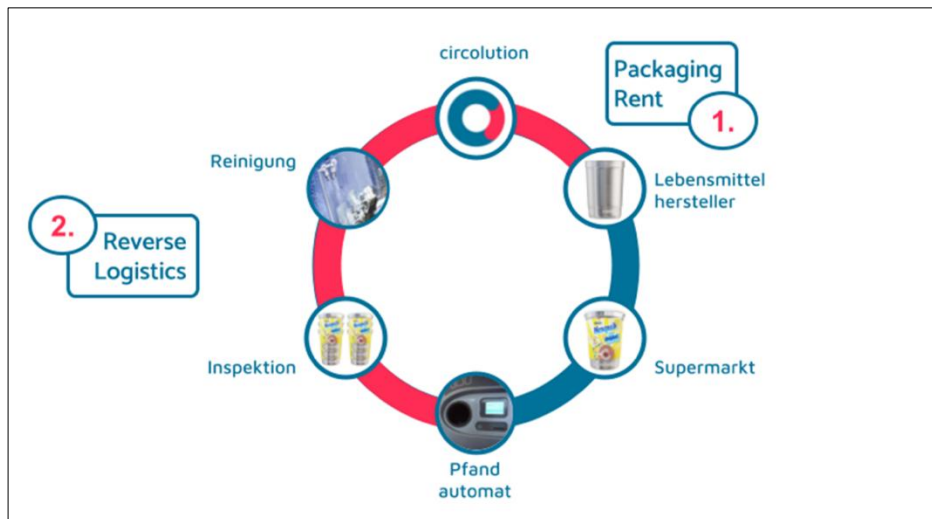 circolution
Packaging
Rent
1.
Reinigung
Lebensmittel
hersteller
2.
Reverse
Logistics
Inspektion
Supermarkt
Pfand
automat